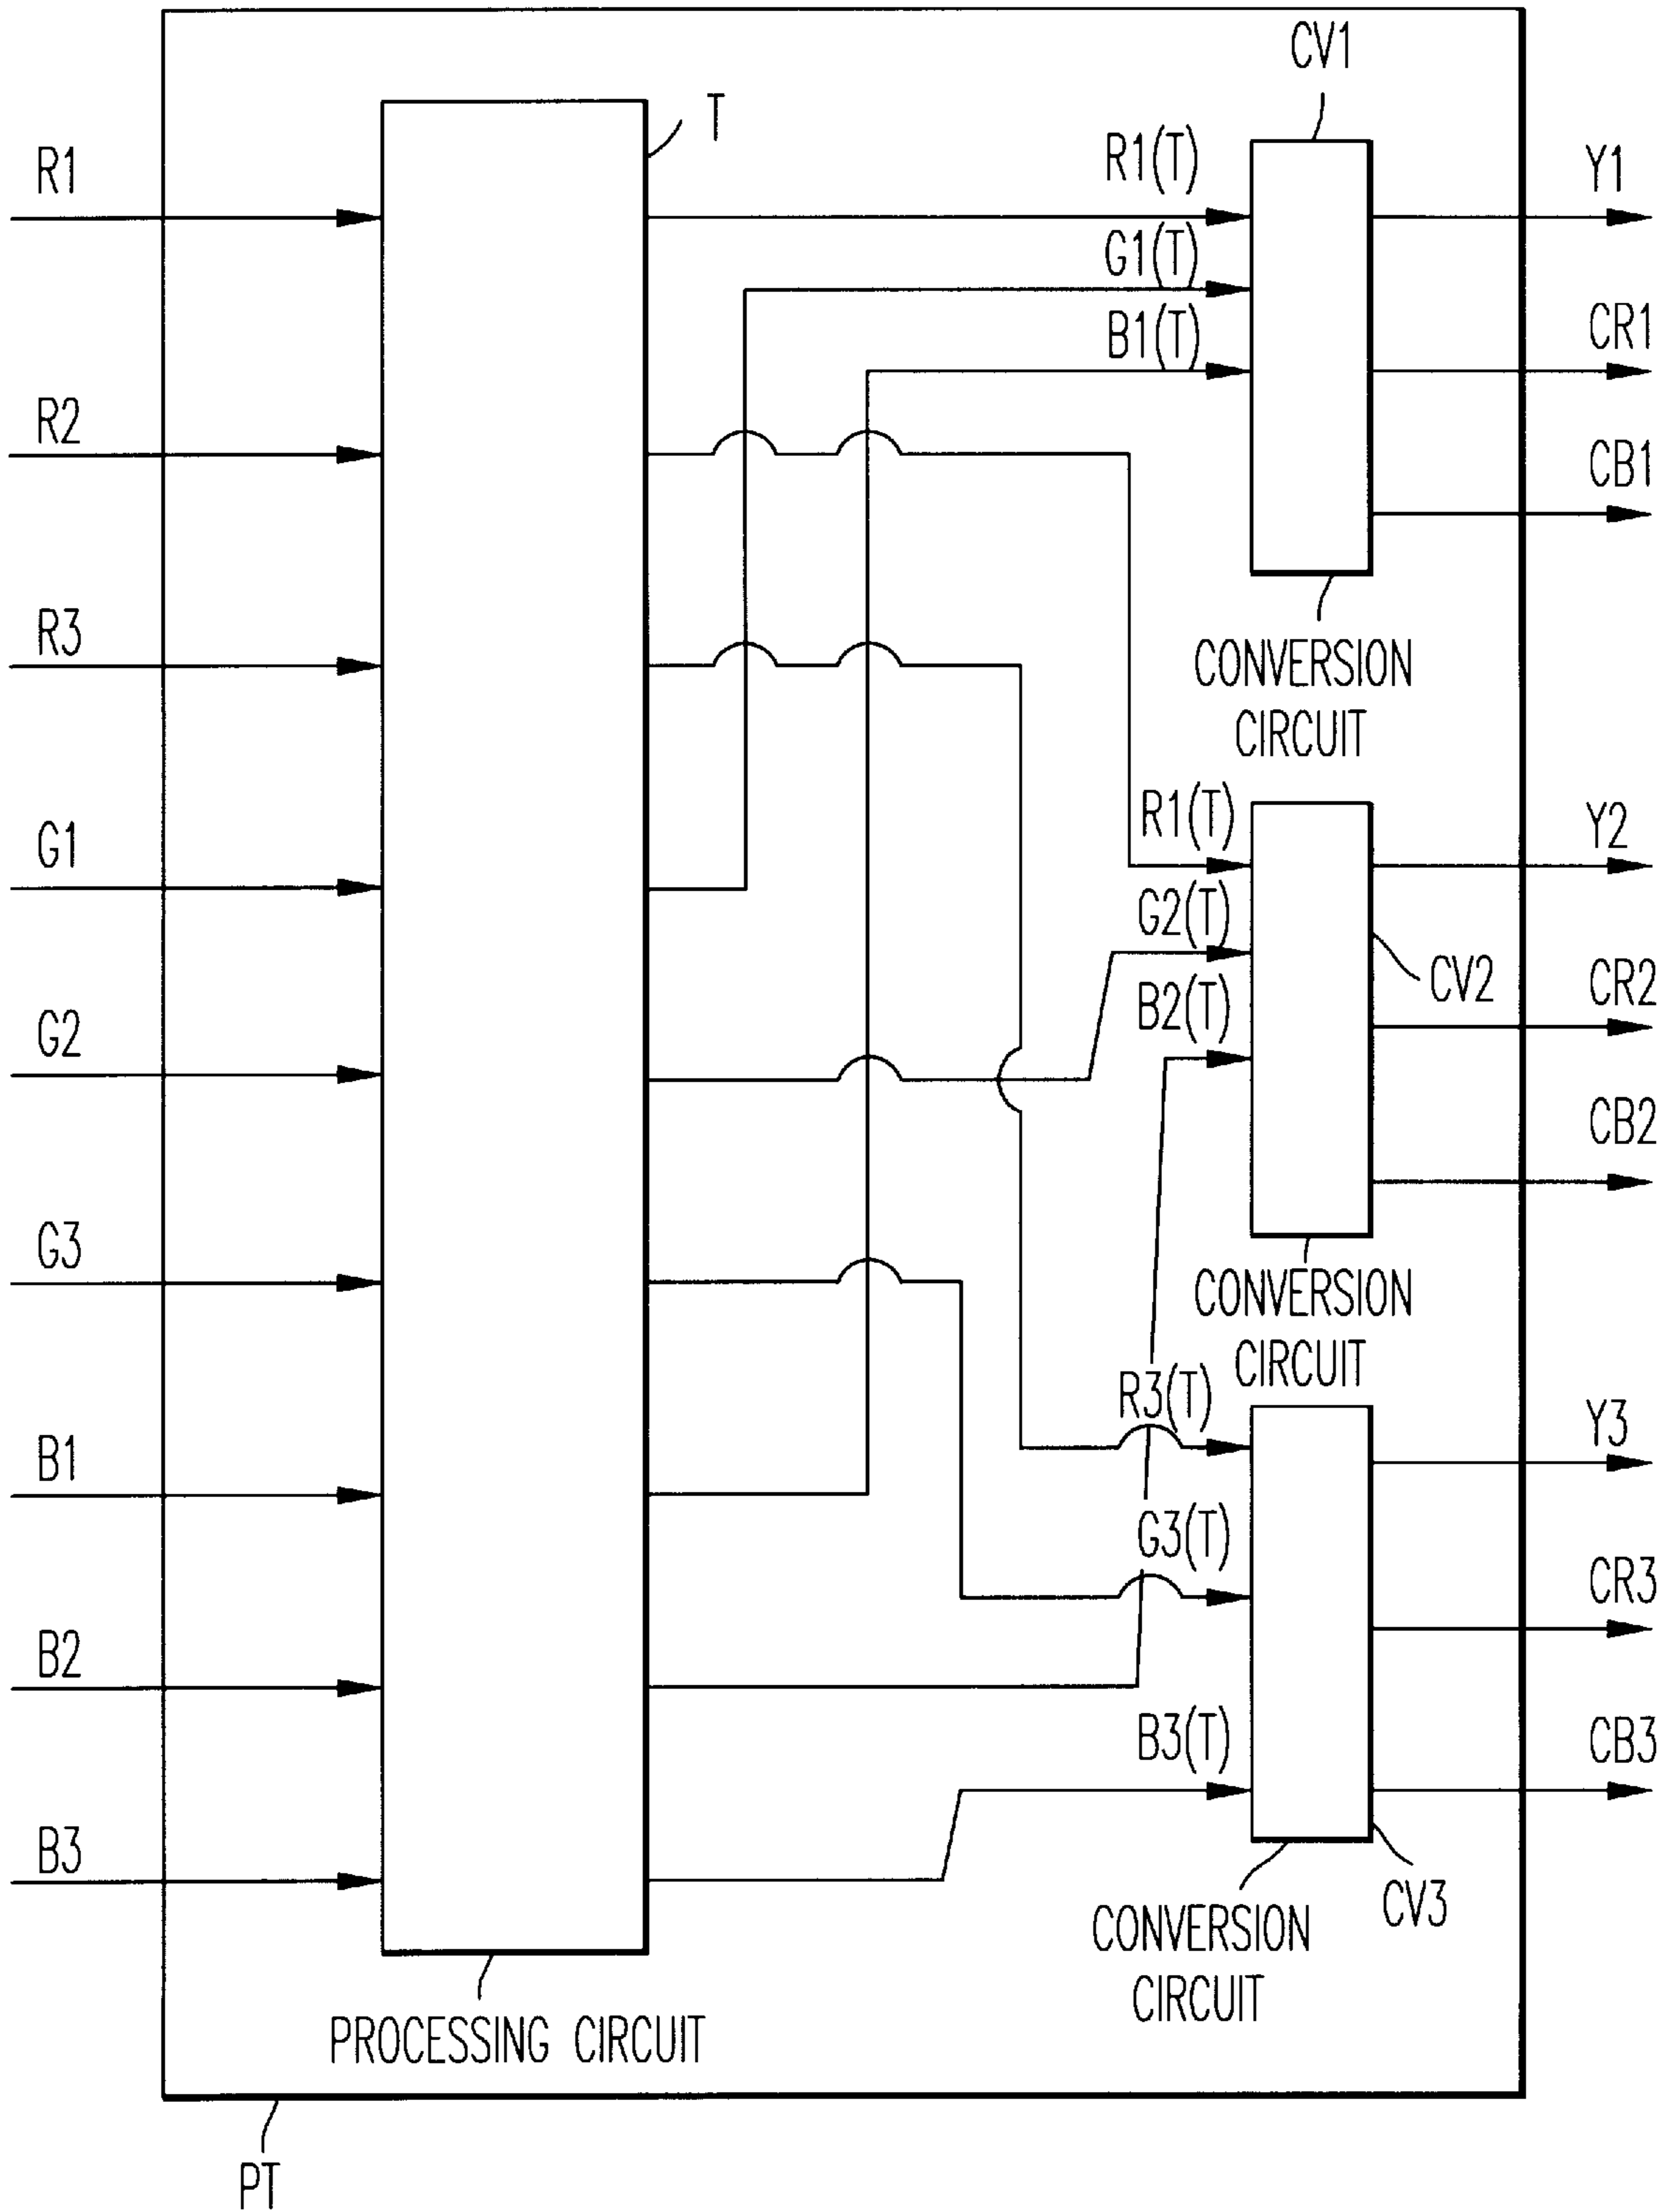 CV1
T
R1
R1(T)
Y1
G1(T)
B1(T)
CR1
R2
CB1
R3
CONVERSION
CIRCUIT
R1(T)
Y2
G1
G2(T)
CV2
CR2
B2(T)
G2
CB2
G3
CONVERSION
CIRCUIT
R3(T)
Y3
B1
G3(T)
CR3
B2
B3(T)
CB3
B3
CV3
CONVERSION
CIRCUIT
PROCESSING CIRCUIT
PT